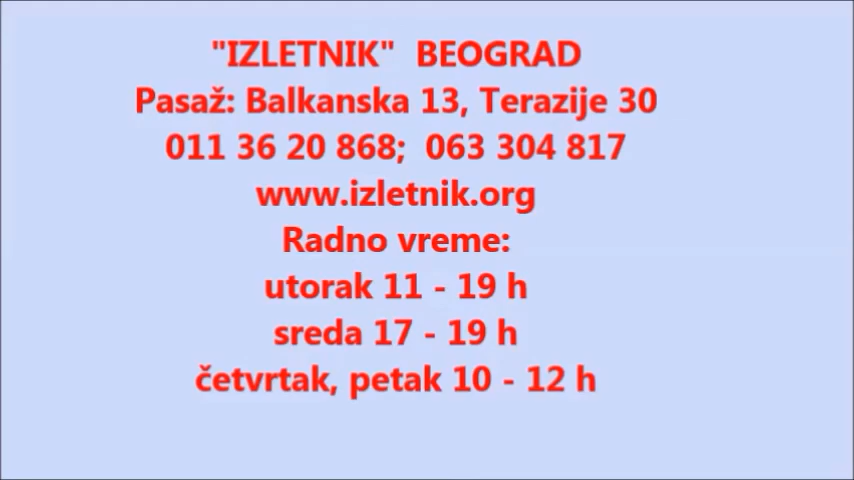 "IZLETNIK" BEOGRAD
Pasaž: Balkanska 13, Terazije 30
011 36 20 868; 063 304 817
www.izletnik.org
Radno vreme:
utorak 11 - 19 h
sreda 17 - 19 h
četvrtak, petak 10 - 12 h